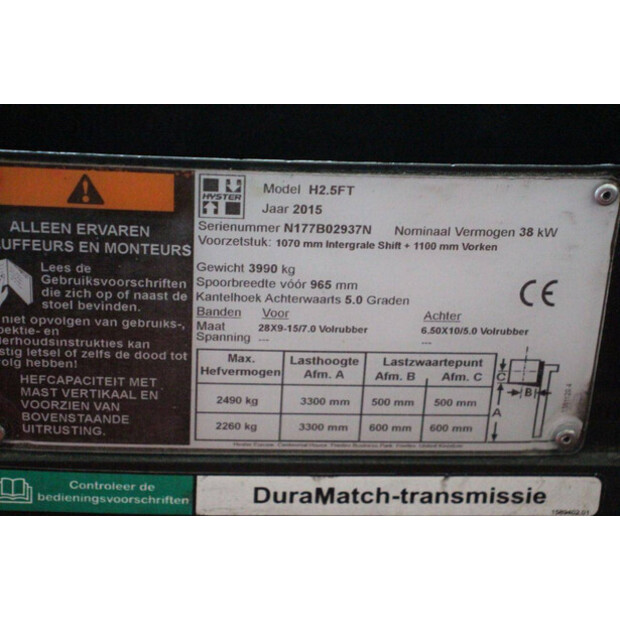 HYSTER
Model H2.5FT
Jaar 2015
Serienummer N177B02937N Nominaal Vermogen 38 kW
Voorzetstuk: 1070 mm Intergrale Shift + 1100 mm Vorken
Gewicht 3990 kg
Spoorbreedte vóór 965 mm
Kantelhoek Achterwaarts 5.0 Graden
CE
Banden Voor Achter
Maat 28X9-15/7.0 Volrubber 6.50X10/5.0 Volrubber
Spanning --- ---
Max. Hefvermogen Lasthoogte Afm. A Lastzwaartepunt Afm. B Afm. C
2490 kg 3300 mm 500 mm 500 mm
2260 kg 3300 mm 600 mm 600 mm
C
B
A
ALLEEN ERVAREN
UFFEURS EN MONTEURS
Lees de
Gebruiksvoorschriften
die zich op of naast de
stoel bevinden.
niet opvolgen van gebruiks-,
ektie- en
erhoudsinstrukties kan
stig letsel of zelfs de dood tot
olg hebben!
HEFCAPACITEIT MET
MAST VERTIKAAL EN
VOORZIEN VAN
BOVENSTAANDE
UITRUSTING.
Controleer de
bedieningsvoorschriften
DuraMatch-transmissie